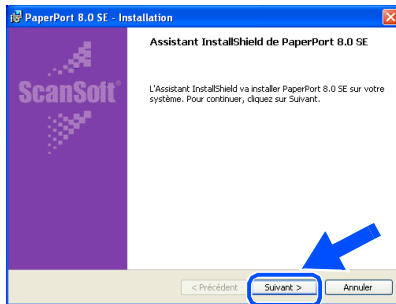 PaperPort 8.0 SE - Installation
Assistant InstallShield de PaperPort 8.0 SE
ScanSoft®
L'Assistant InstallShield va installer PaperPort 8.0 SE sur votre
système. Pour continuer, cliquez sur Suivant.
< Précédent Suivant > Annuler